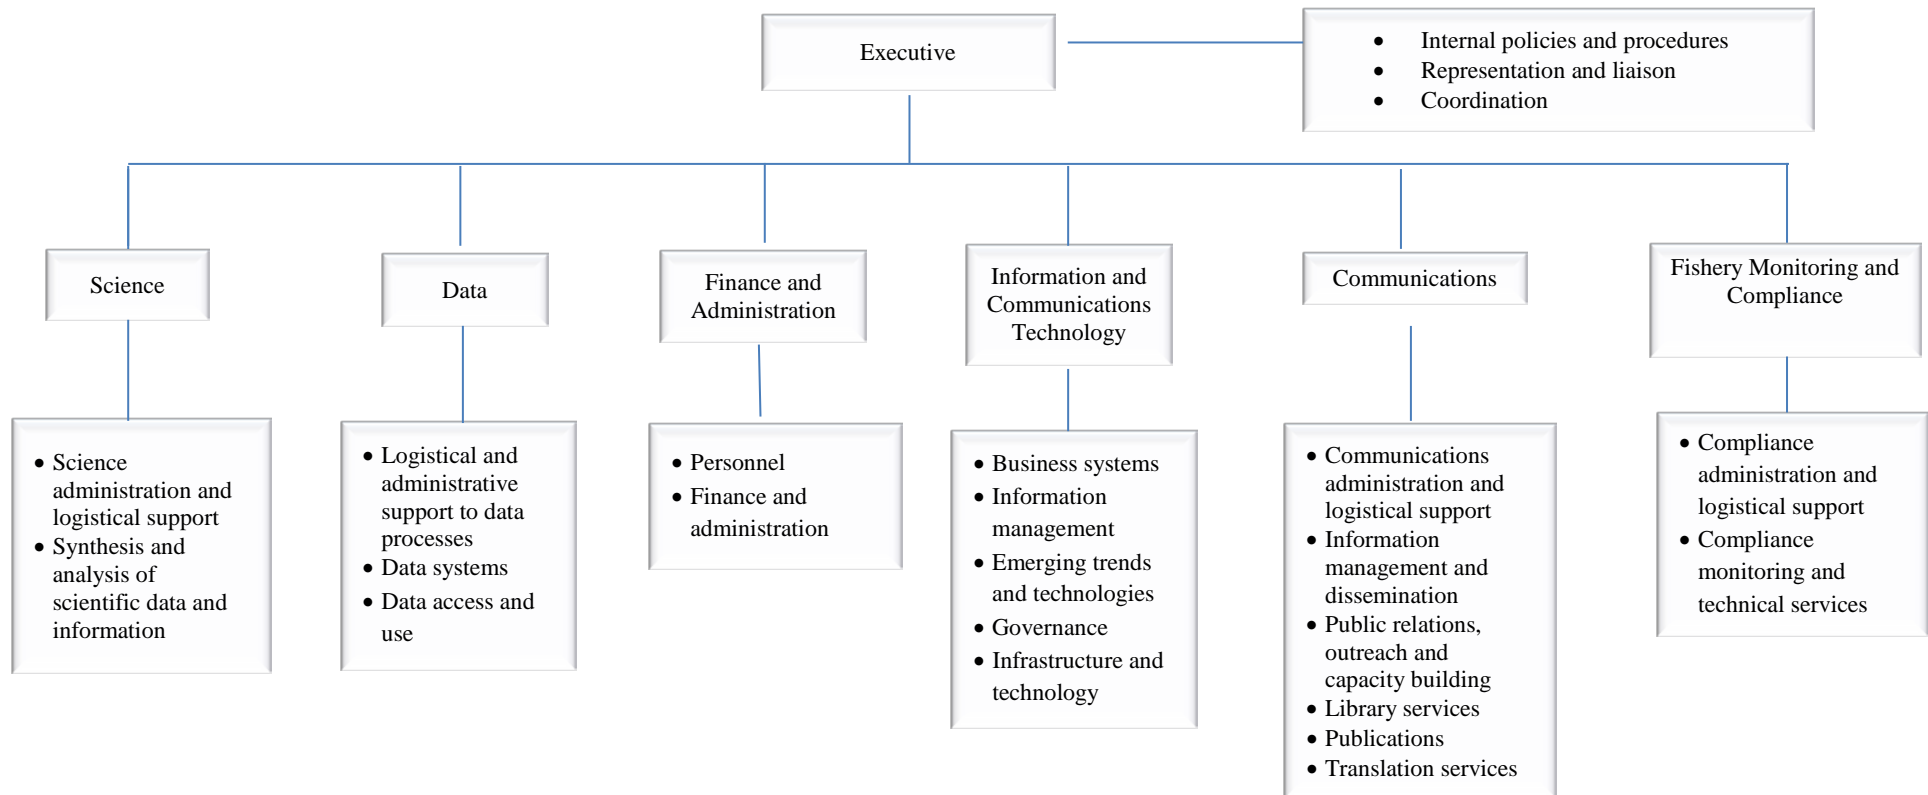 Executive
• Internal policies and procedures
• Representation and liaison
• Coordination
Science
Data
Finance and
Administration
Information and
Communications
Technology
Communications
Fishery Monitoring and
Compliance
• Science
administration and
logistical support
• Synthesis and
analysis of
scientific data and
information
• Logistical and
administrative
support to data
processes
• Data systems
• Data access and
use
• Personnel
• Finance and
administration
• Business systems
• Information
management
• Emerging trends
and technologies
• Governance
• Infrastructure and
technology
• Communications
administration and
logistical support
• Information
management and
dissemination
• Public relations,
outreach and
capacity building
• Library services
• Publications
• Translation services
• Compliance
administration and
logistical support
• Compliance
monitoring and
technical services